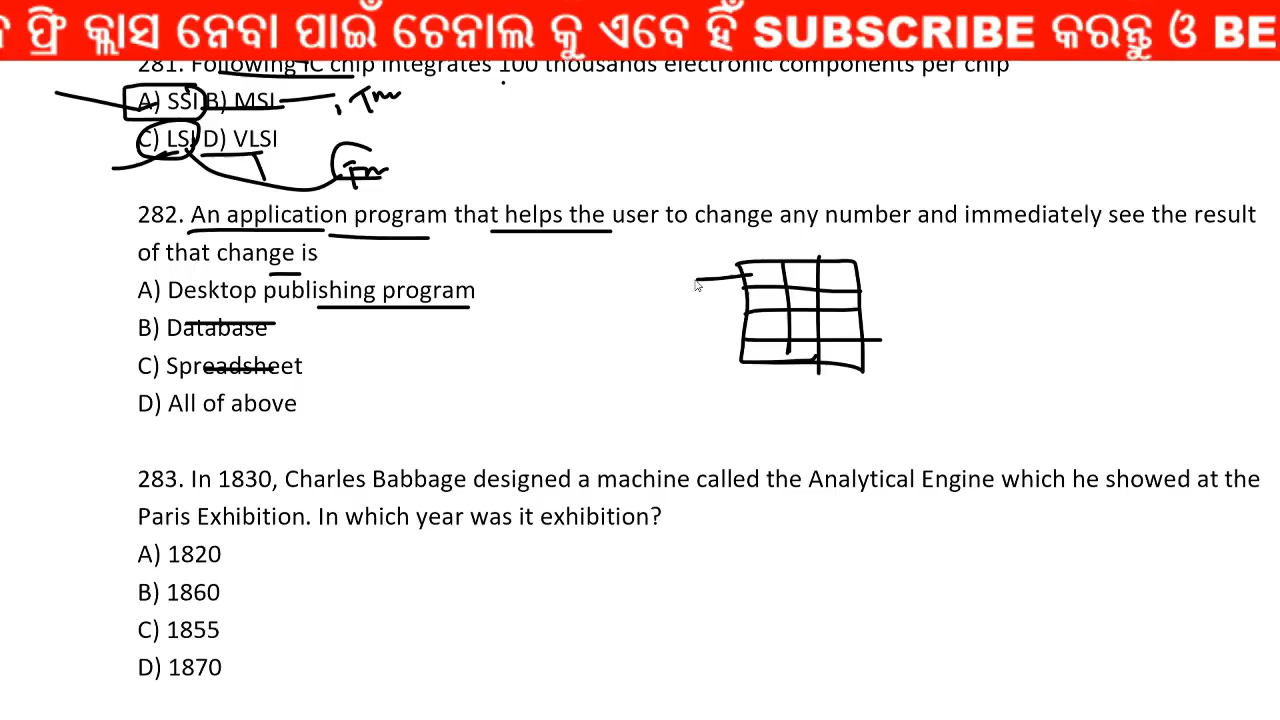 ଫ୍ରି କ୍ଲାସ ନେବା ପାଇଁ ଚେନାଲ କୁ ଏବେ ହିଁ SUBSCRIBE କରନ୍ତୁ ଓ BE
281. Following IC chip integrates 100 thousands electronic components per chip
A) SSI B) MSI
C) LSI D) VLSI
282. An application program that helps the user to change any number and immediately see the result
of that change is
A) Desktop publishing program
B) Database
C) Spreadsheet
D) All of above
283. In 1830, Charles Babbage designed a machine called the Analytical Engine which he showed at the
Paris Exhibition. In which year was it exhibition?
A) 1820
B) 1860
C) 1855
D) 1870